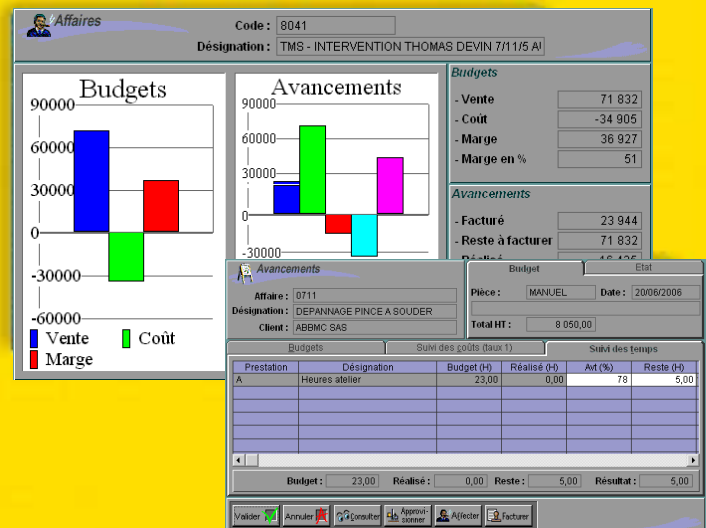 Affaires
Code : 8041
Désignation : TMS - INTERVENTION THOMAS DEVIN 7/11/5
Budgets
90000
60000
30000
0
-30000
-60000
Vente
Coût
Marge
Avancements
90000
60000
30000
0
-30000
Budgets
- Vente 71 832
- Coût -34 905
- Marge 36 927
- Marge en % 51
Avancements
- Facturé 23 944
- Reste à facturer 71 832
Avancements
Affaire : 0711
Désignation : DEPANNAGE PINCE A SOUDER
Client : ABBMC SAS
Budget Etat
Pièce : MANUEL Date : 20/06/2006
Total HT : 8 050,00
Budgets Suivi des coûts (taux 1) Suivi des temps
Prestation Désignation Budget (H) Réalisé (H) Avt (%) Reste (H)
A Heures atelier 23,00 0,00 78 5,00
Budget : 23,00 Réalisé : 0,00 Reste : 5,00 Résultat : 5,00
Valider Annuler Consulter Approvi-sionner Affecter Facturer